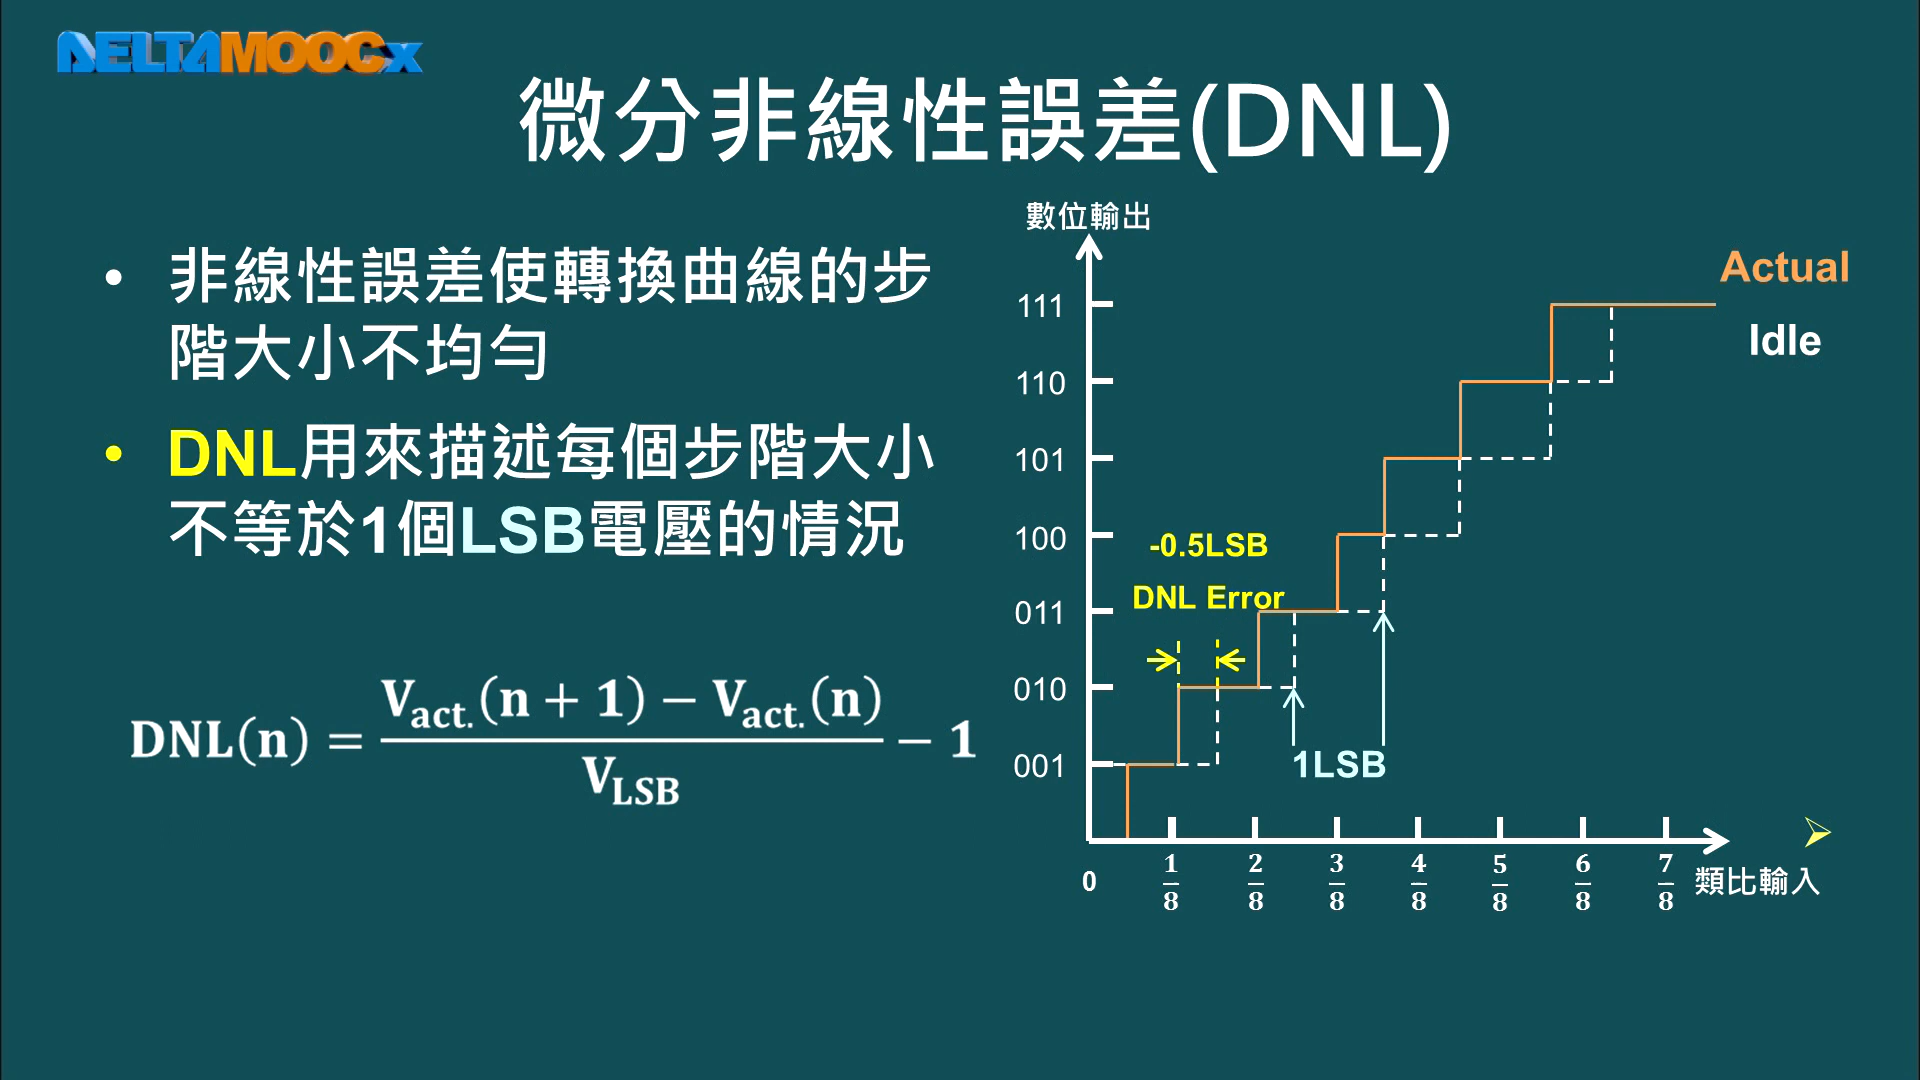 DELTAMOOCx
微分非線性誤差(DNL)
• 非線性誤差使轉換曲線的步
階大小不均勻
• DNL用來描述每個步階大小
不等於1個LSB電壓的情況
DNL(n) = (V_act.(n + 1) − V_act.(n)) / V_LSB − 1
數位輸出
Actual
Idle
111
110
101
100
011
010
001
-0.5LSB
DNL Error
1LSB
0
1/8
2/8
3/8
4/8
5/8
6/8
7/8
類比輸入